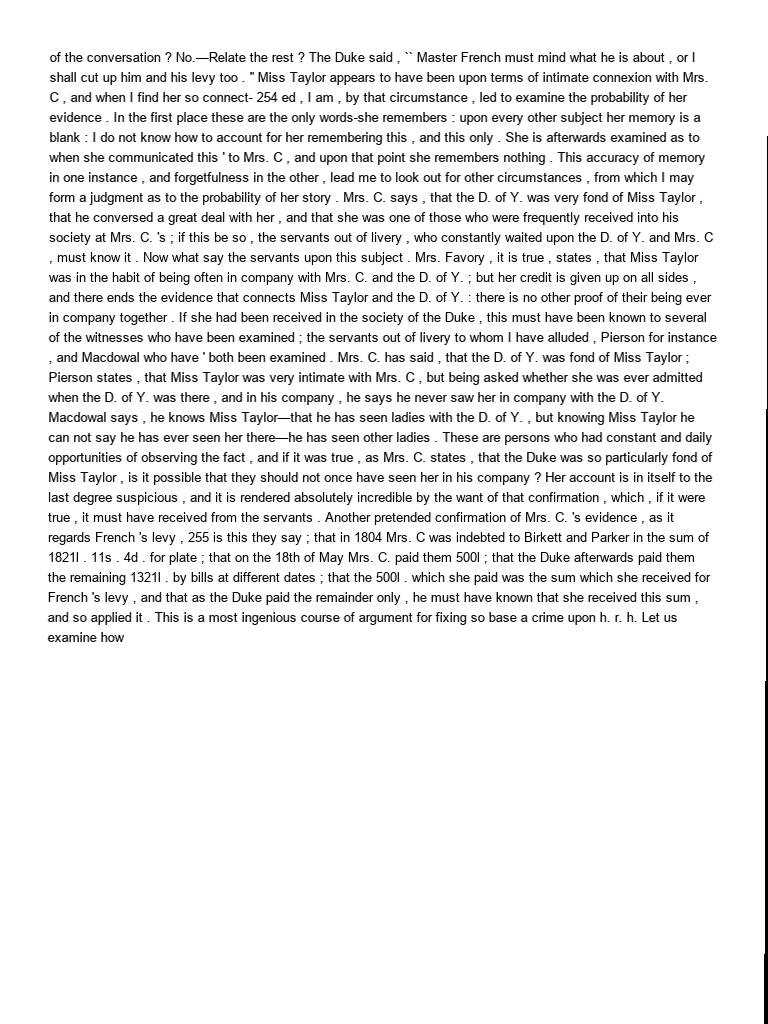 of the conversation ? No.—Relate the rest ? The Duke said , `` Master French must mind what he is about , or I
shall cut up him and his levy too . '' Miss Taylor appears to have been upon terms of intimate connexion with Mrs.
C , and when I find her so connect- 254 ed , I am , by that circumstance , led to examine the probability of her
evidence . In the first place these are the only words-she remembers : upon every other subject her memory is a
blank : I do not know how to account for her remembering this , and this only . She is afterwards examined as to
when she communicated this ' to Mrs. C , and upon that point she remembers nothing . This accuracy of memory
in one instance , and forgetfulness in the other , lead me to look out for other circumstances , from which I may
form a judgment as to the probability of her story . Mrs. C. says , that the D. of Y. was very fond of Miss Taylor ,
that he conversed a great deal with her , and that she was one of those who were frequently received into his
society at Mrs. C. 's ; if this be so , the servants out of livery , who constantly waited upon the D. of Y. and Mrs. C
, must know it . Now what say the servants upon this subject . Mrs. Favory , it is true , states , that Miss Taylor
was in the habit of being often in company with Mrs. C. and the D. of Y. ; but her credit is given up on all sides ,
and there ends the evidence that connects Miss Taylor and the D. of Y. : there is no other proof of their being ever
in company together . If she had been received in the society of the Duke , this must have been known to several
of the witnesses who have been examined ; the servants out of livery to whom I have alluded , Pierson for instance
, and Macdowal who have ' both been examined . Mrs. C. has said , that the D. of Y. was fond of Miss Taylor ;
Pierson states , that Miss Taylor was very intimate with Mrs. C , but being asked whether she was ever admitted
when the D. of Y. was there , and in his company , he says he never saw her in company with the D. of Y.
Macdowal says , he knows Miss Taylor—that he has seen ladies with the D. of Y. , but knowing Miss Taylor he
can not say he has ever seen her there—he has seen other ladies . These are persons who had constant and daily
opportunities of observing the fact , and if it was true , as Mrs. C. states , that the Duke was so particularly fond of
Miss Taylor , is it possible that they should not once have seen her in his company ? Her account is in itself to the
last degree suspicious , and it is rendered absolutely incredible by the want of that confirmation , which , if it were
true , it must have received from the servants . Another pretended confirmation of Mrs. C. 's evidence , as it
regards French 's levy , 255 is this they say ; that in 1804 Mrs. C was indebted to Birkett and Parker in the sum of
1821l . 11s . 4d . for plate ; that on the 18th of May Mrs. C. paid them 500l ; that the Duke afterwards paid them
the remaining 1321l . by bills at different dates ; that the 500l . which she paid was the sum which she received for
French 's levy , and that as the Duke paid the remainder only , he must have known that she received this sum ,
and so applied it . This is a most ingenious course of argument for fixing so base a crime upon h. r. h. Let us
examine how